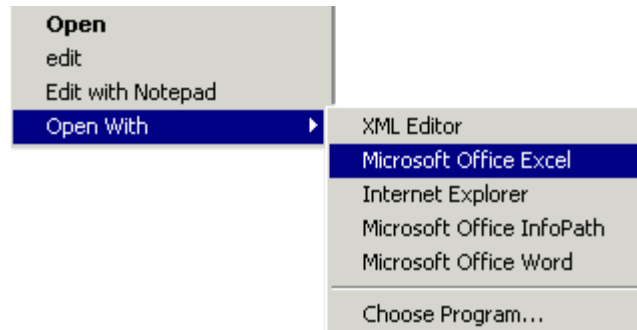 Open
edit
Edit with Notepad
Open With
XML Editor
Microsoft Office Excel
Internet Explorer
Microsoft Office InfoPath
Microsoft Office Word
Choose Program...